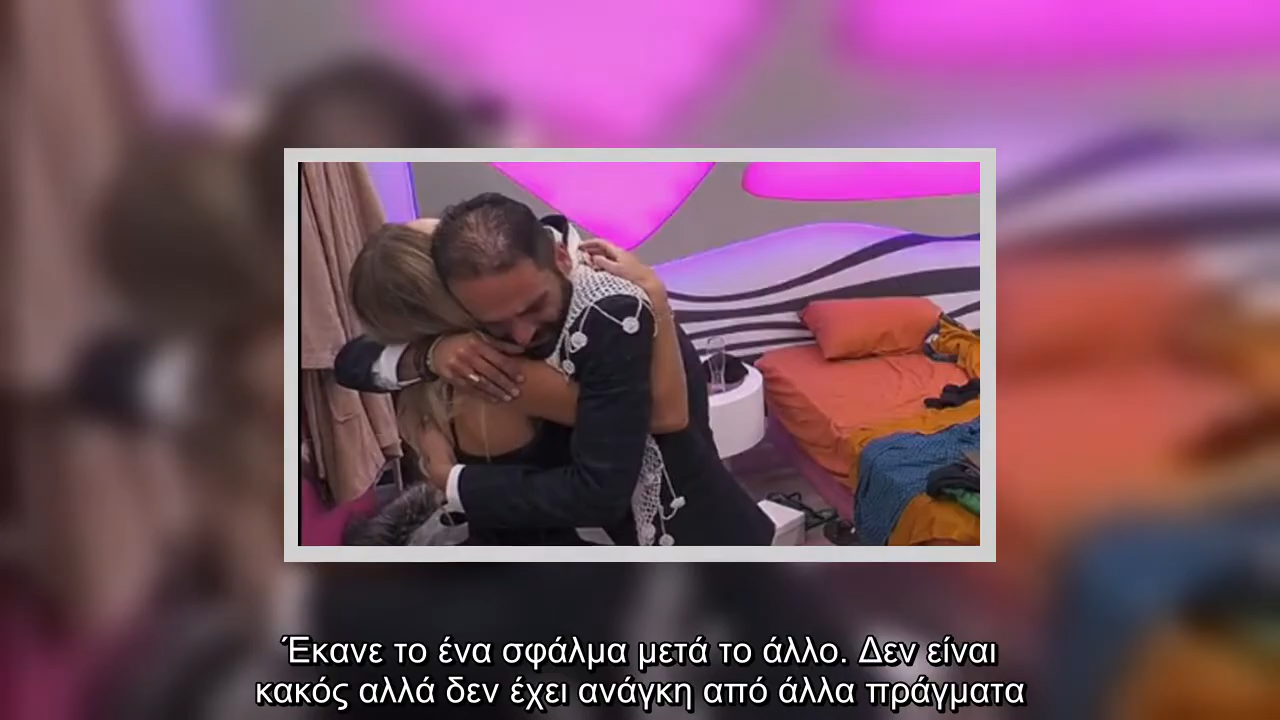 Έκανε το ένα σφάλμα μετά το άλλο. Δεν είναι
κακός αλλά δεν έχει ανάγκη από άλλα πράγματα